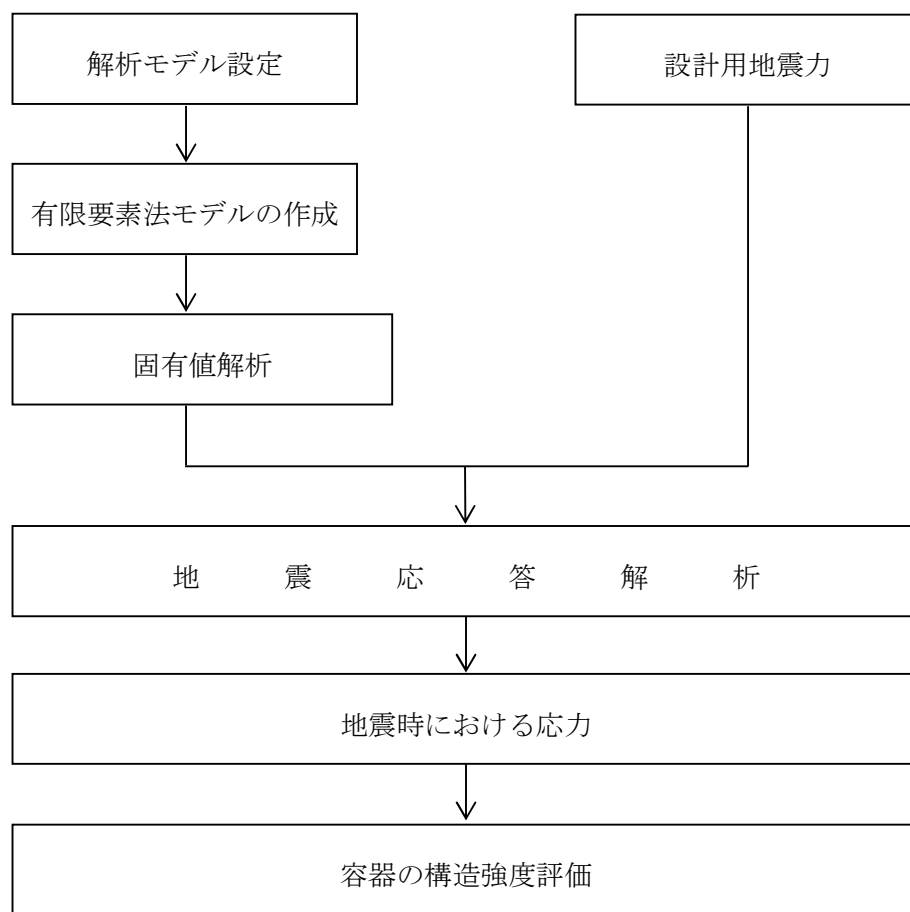 解析モデル設定
設計用地震力
有限要素法モデルの作成
固有値解析
地震応答解析
地震時における応力
容器の構造強度評価